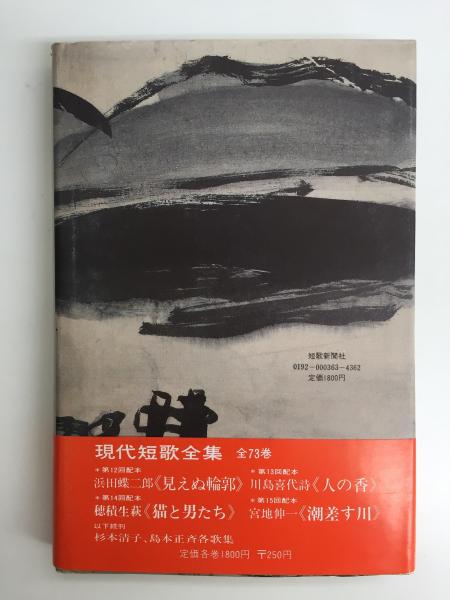 短歌新聞社
0192-000363-4362
定価1800円
現代短歌全集 全73巻
*第12回配本 *第13回配本
浜田蝶二郎《見えぬ輪郭》 川島喜代詩《人の香》
*第14回配本 *第15回配本
穂積生萩《猫と男たち》 宮地伸一《潮差す川》
以下続刊
杉本清子、島本正斉各歌集
定価各巻1800円 〒250円